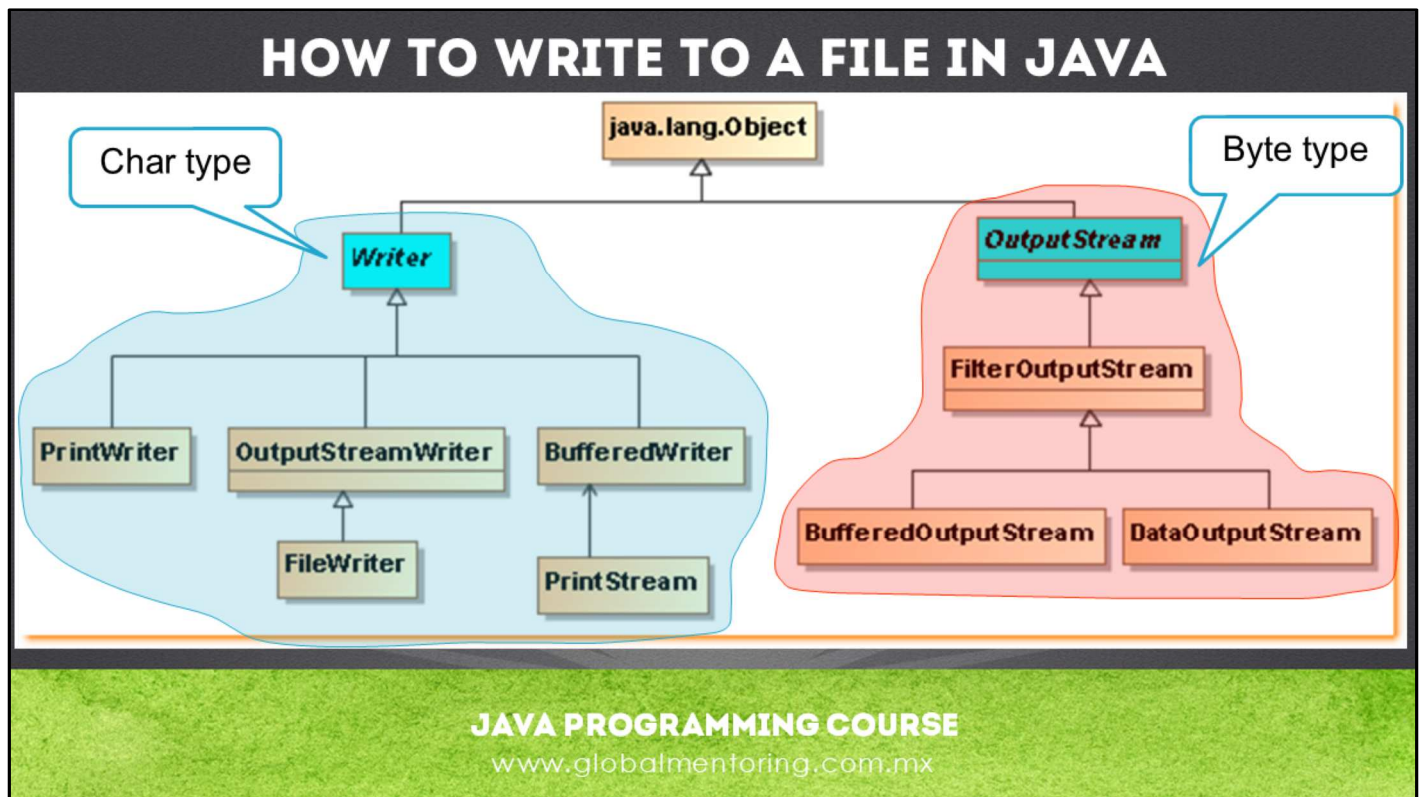 HOW TO WRITE TO A FILE IN JAVA
java.lang.Object
Char type
Byte type
Writer
OutputStream
FilterOutputStream
PrintWriter
OutputStreamWriter
BufferedWriter
BufferedOutputStream
DataOutputStream
FileWriter
PrintStream
JAVA PROGRAMMING COURSE
www.globalmentoring.com.mx